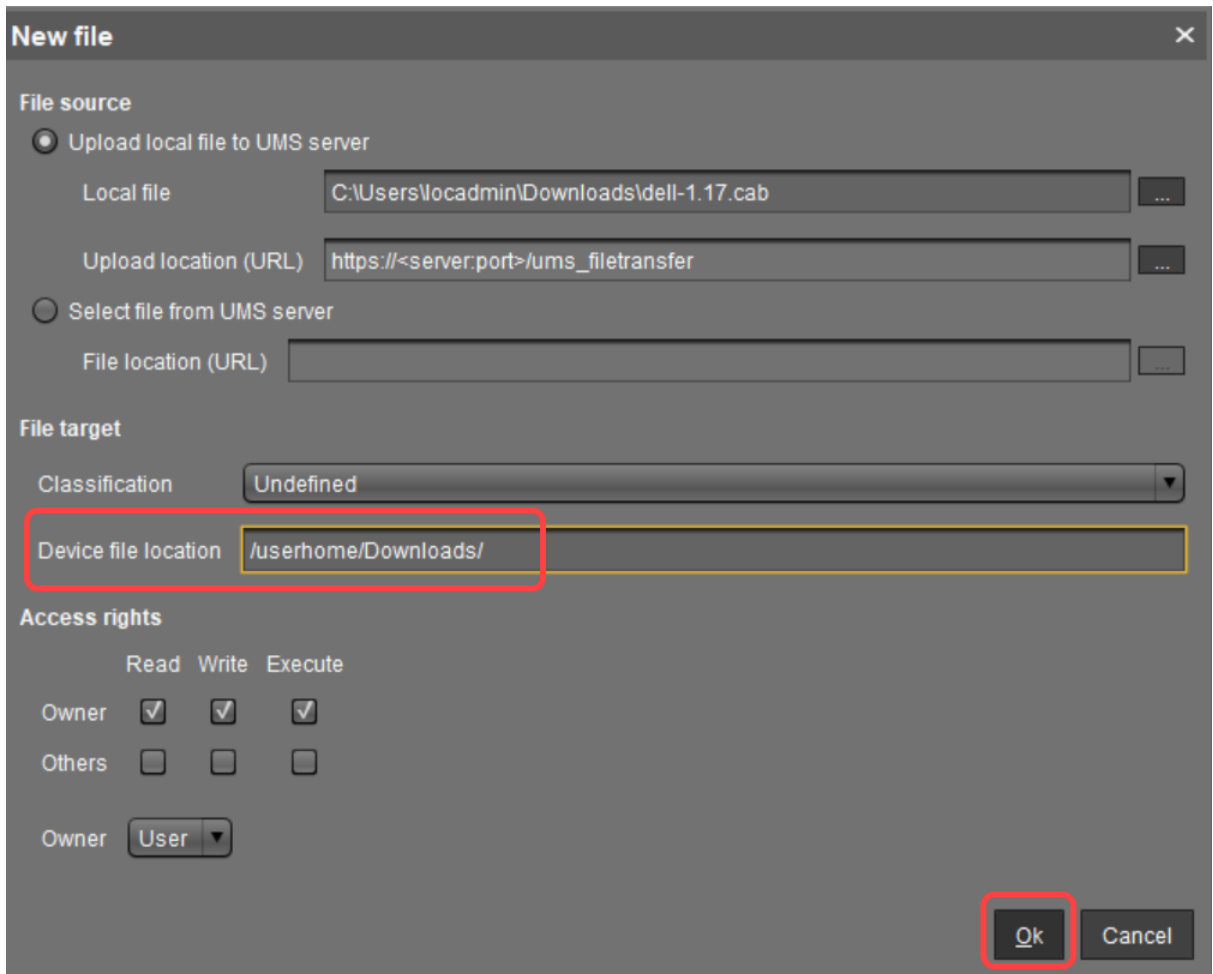 New file
File source
Upload local file to UMS server
Local file C:\Users\locadmin\Downloads\dell-1.17.cab ...
Upload location (URL) https://<server:port>/ums_filetransfer ...
Select file from UMS server
File location (URL) ...
File target
Classification Undefined
Device file location /userhome/Downloads/
Access rights
Read Write Execute
Owner
Others
Owner User
Ok Cancel